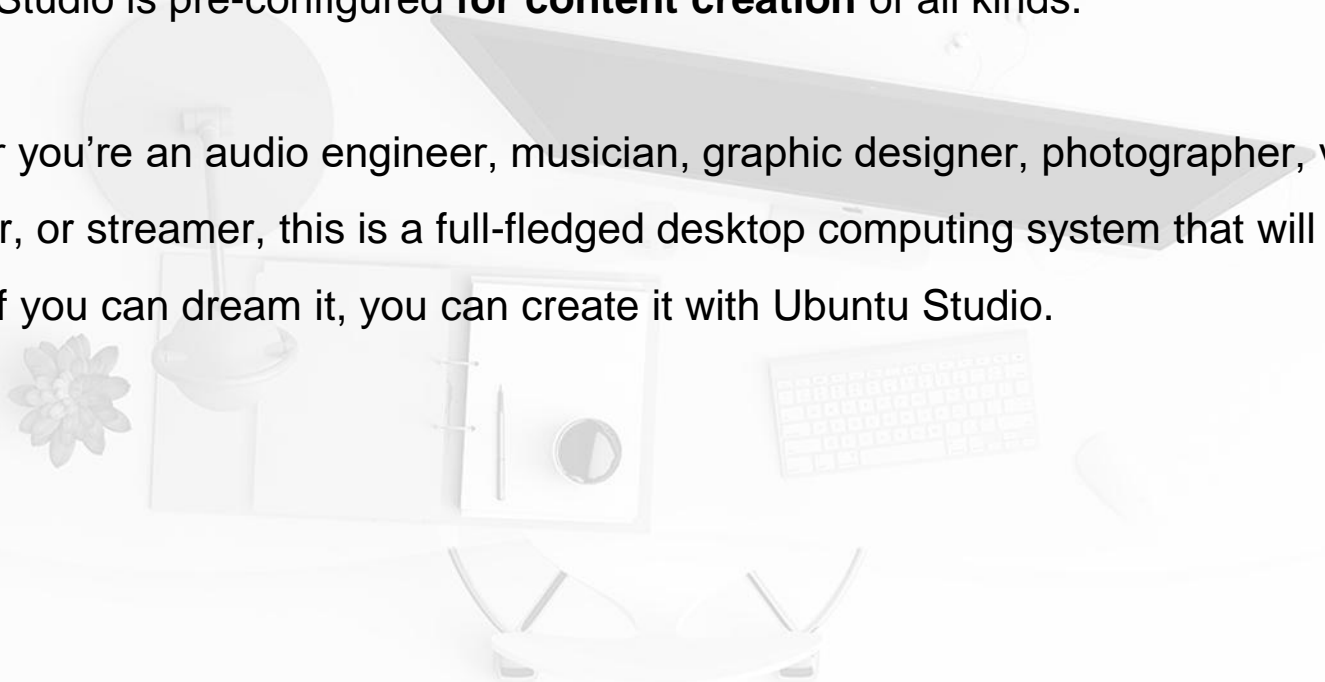 Studio is pre-configured for content creation of all kinds.
r you’re an audio engineer, musician, graphic designer, photographer, v
r, or streamer, this is a full-fledged desktop computing system that will
f you can dream it, you can create it with Ubuntu Studio.